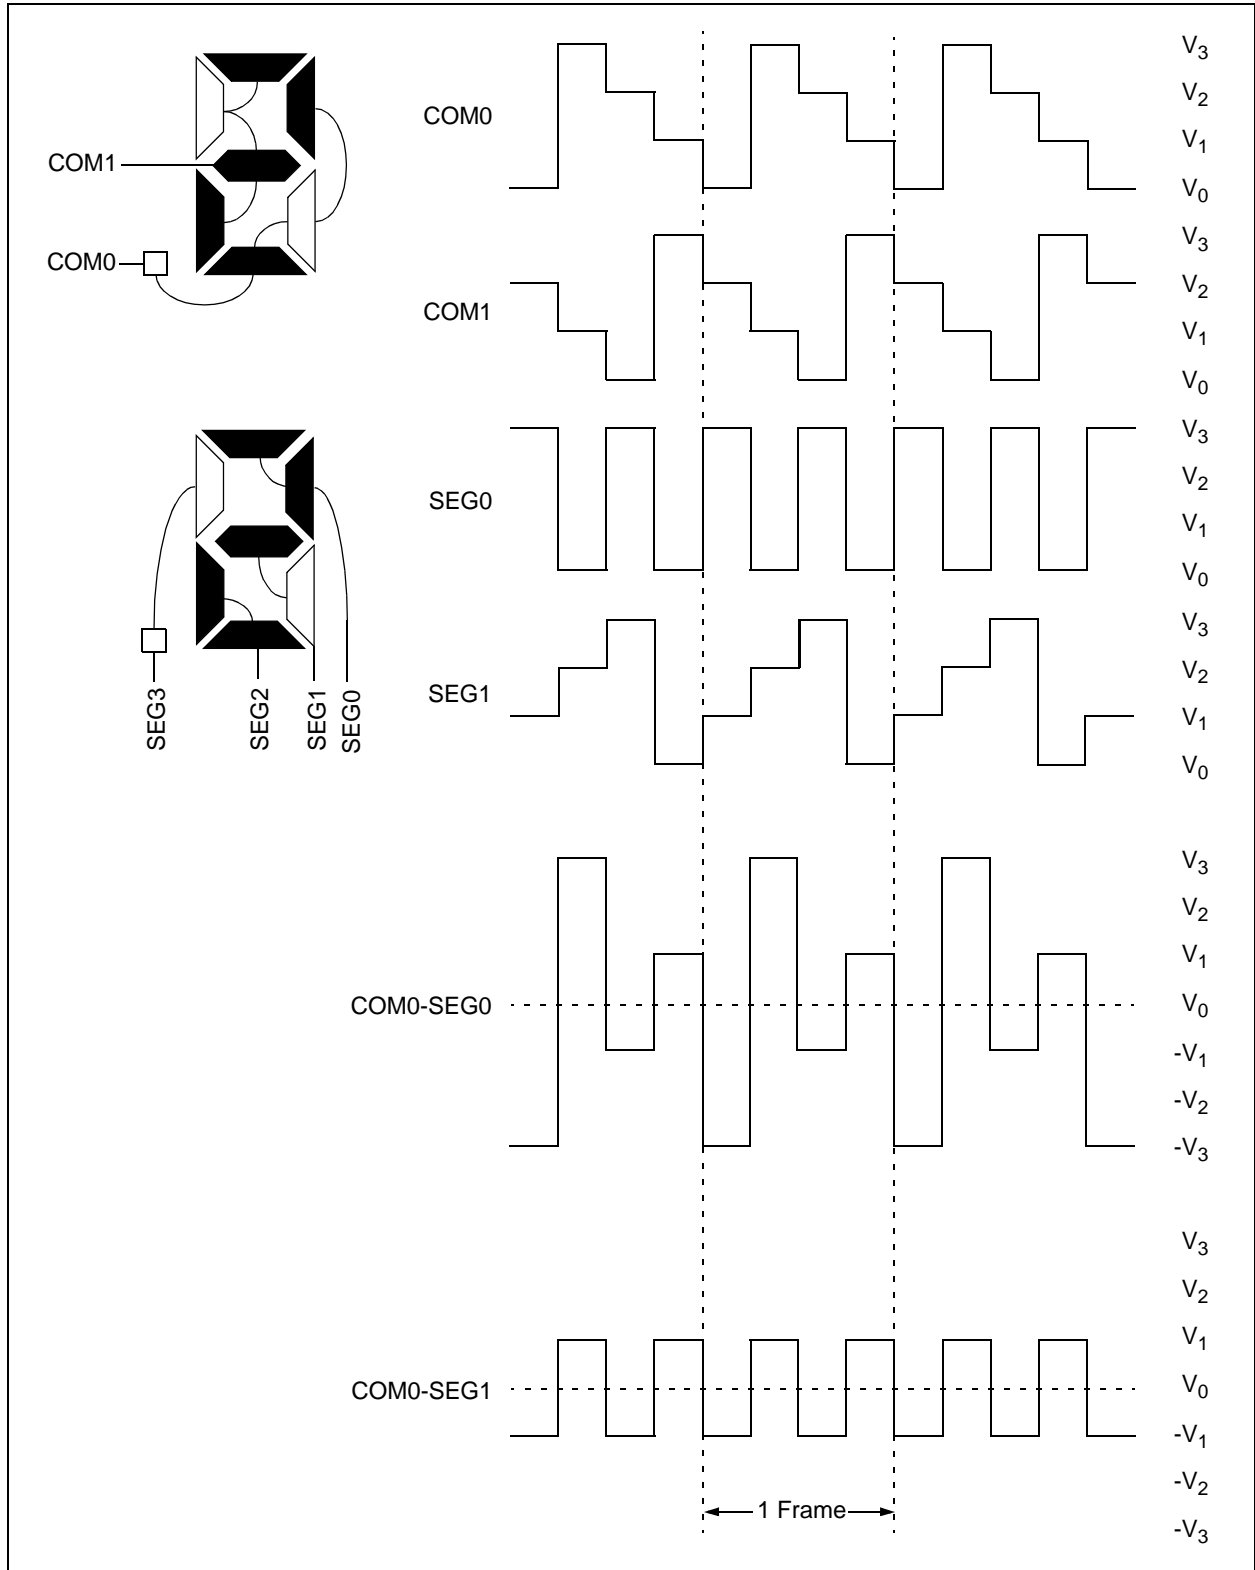 COM1
COM0
SEG3
SEG2
SEG1
SEG0
COM0
V3
V2
V1
V0
COM1
V3
V2
V1
V0
SEG0
V3
V2
V1
V0
SEG1
V3
V2
V1
V0
COM0-SEG0
V3
V2
V1
V0
-V1
-V2
-V3
COM0-SEG1
V3
V2
V1
V0
-V1
-V2
-V3
1 Frame